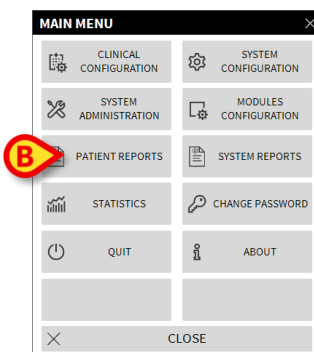 MAIN MENU
CLINICAL
CONFIGURATION
SYSTEM
CONFIGURATION
SYSTEM
ADMINISTRATION
MODULES
CONFIGURATION
B
PATIENT REPORTS
SYSTEM REPORTS
STATISTICS
CHANGE PASSWORD
QUIT
ABOUT
CLOSE